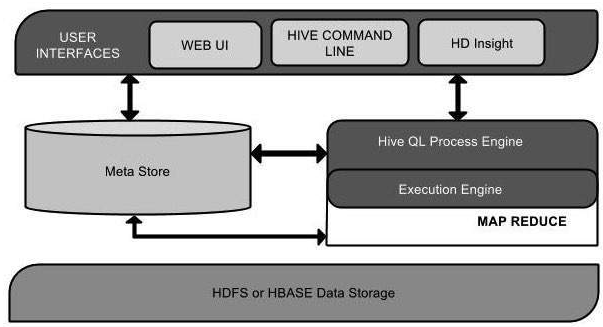 USER
INTERFACES
WEB UI
HIVE COMMAND
LINE
HD Insight
Meta Store
Hive QL Process Engine
Execution Engine
MAP REDUCE
HDFS or HBASE Data Storage